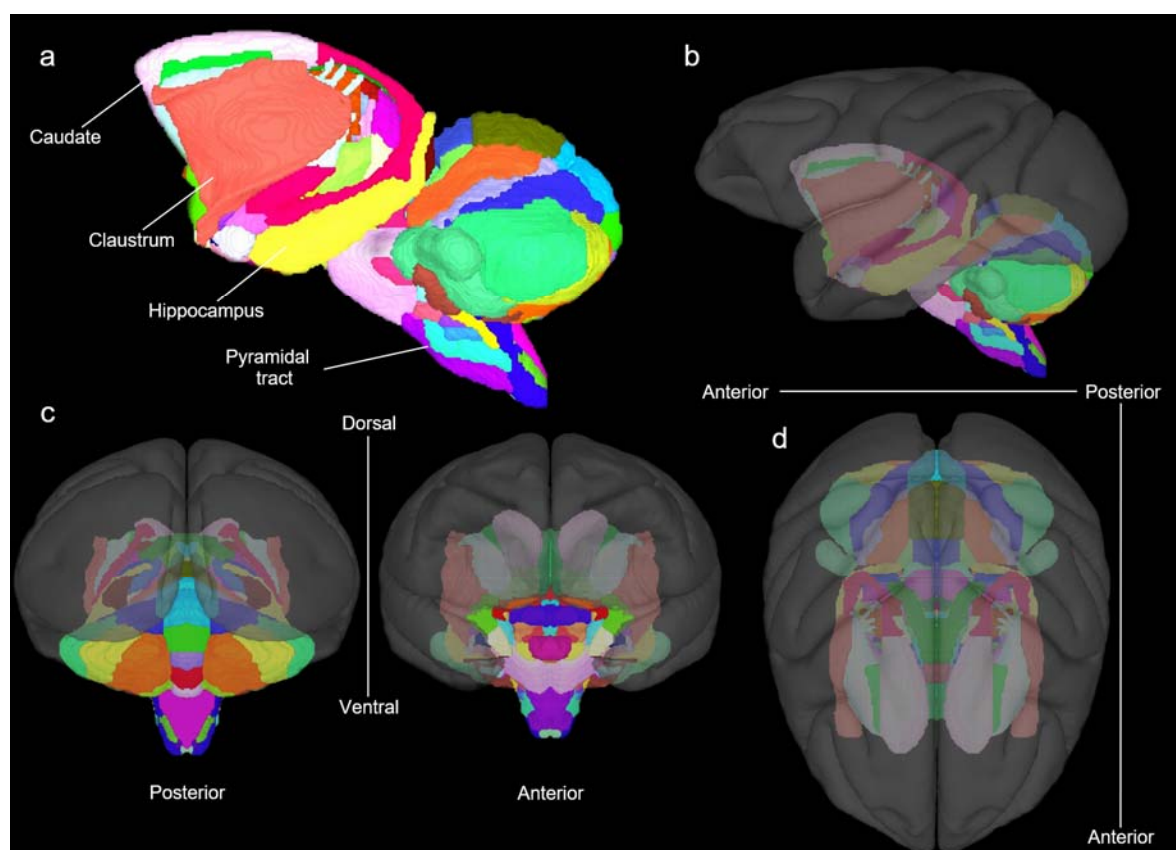 a
Caudate
Claustrum
Hippocampus
Pyramidal
tract
b
Anterior
Posterior
c
Dorsal
Ventral
Posterior
Anterior
d
Anterior